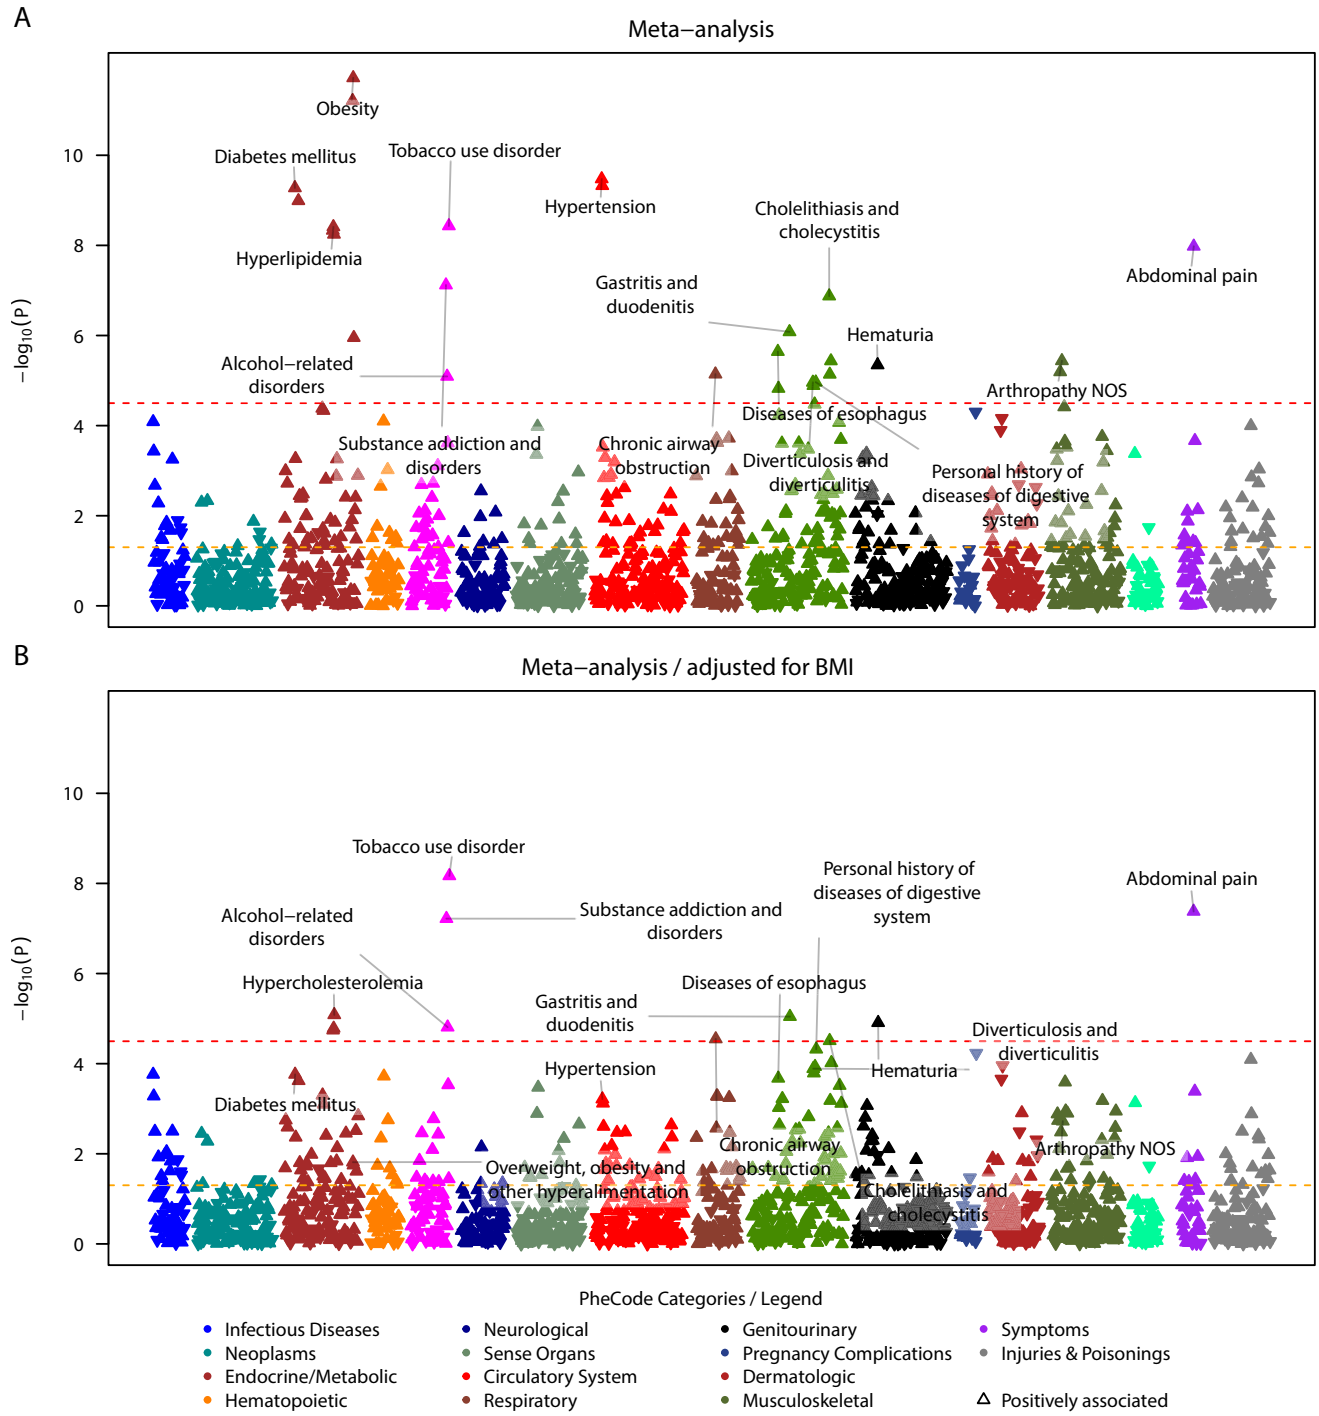 A
Meta−analysis
Obesity
Diabetes mellitus
Tobacco use disorder
Hypertension
Cholelithiasis and
cholecystitis
Hyperlipidemia
Abdominal pain
Gastritis and
duodenitis
Hematuria
Alcohol−related
disorders
Arthropathy NOS
Diseases of esophagus
Substance addiction and
disorders
Chronic airway
obstruction
Diverticulosis and
diverticulitis
Personal history of
diseases of digestive
system
−log10(P)
10
8
6
4
2
0
B
Meta−analysis / adjusted for BMI
Tobacco use disorder
Personal history of
diseases of digestive
system
Abdominal pain
Alcohol−related
disorders
Substance addiction and
disorders
Hypercholesterolemia
Diseases of esophagus
Gastritis and
duodenitis
Diverticulosis and
diverticulitis
Hypertension
Hematuria
Diabetes mellitus
Chronic airway
obstruction
Arthropathy NOS
Overweight, obesity and
other hyperalimentation
Cholelithiasis and
cholecystitis
−log10(P)
10
8
6
4
2
0
PheCode Categories / Legend
Infectious Diseases
Neoplasms
Endocrine/Metabolic
Hematopoietic
Neurological
Sense Organs
Circulatory System
Respiratory
Genitourinary
Pregnancy Complications
Dermatologic
Musculoskeletal
Symptoms
Injuries & Poisonings
Positively associated